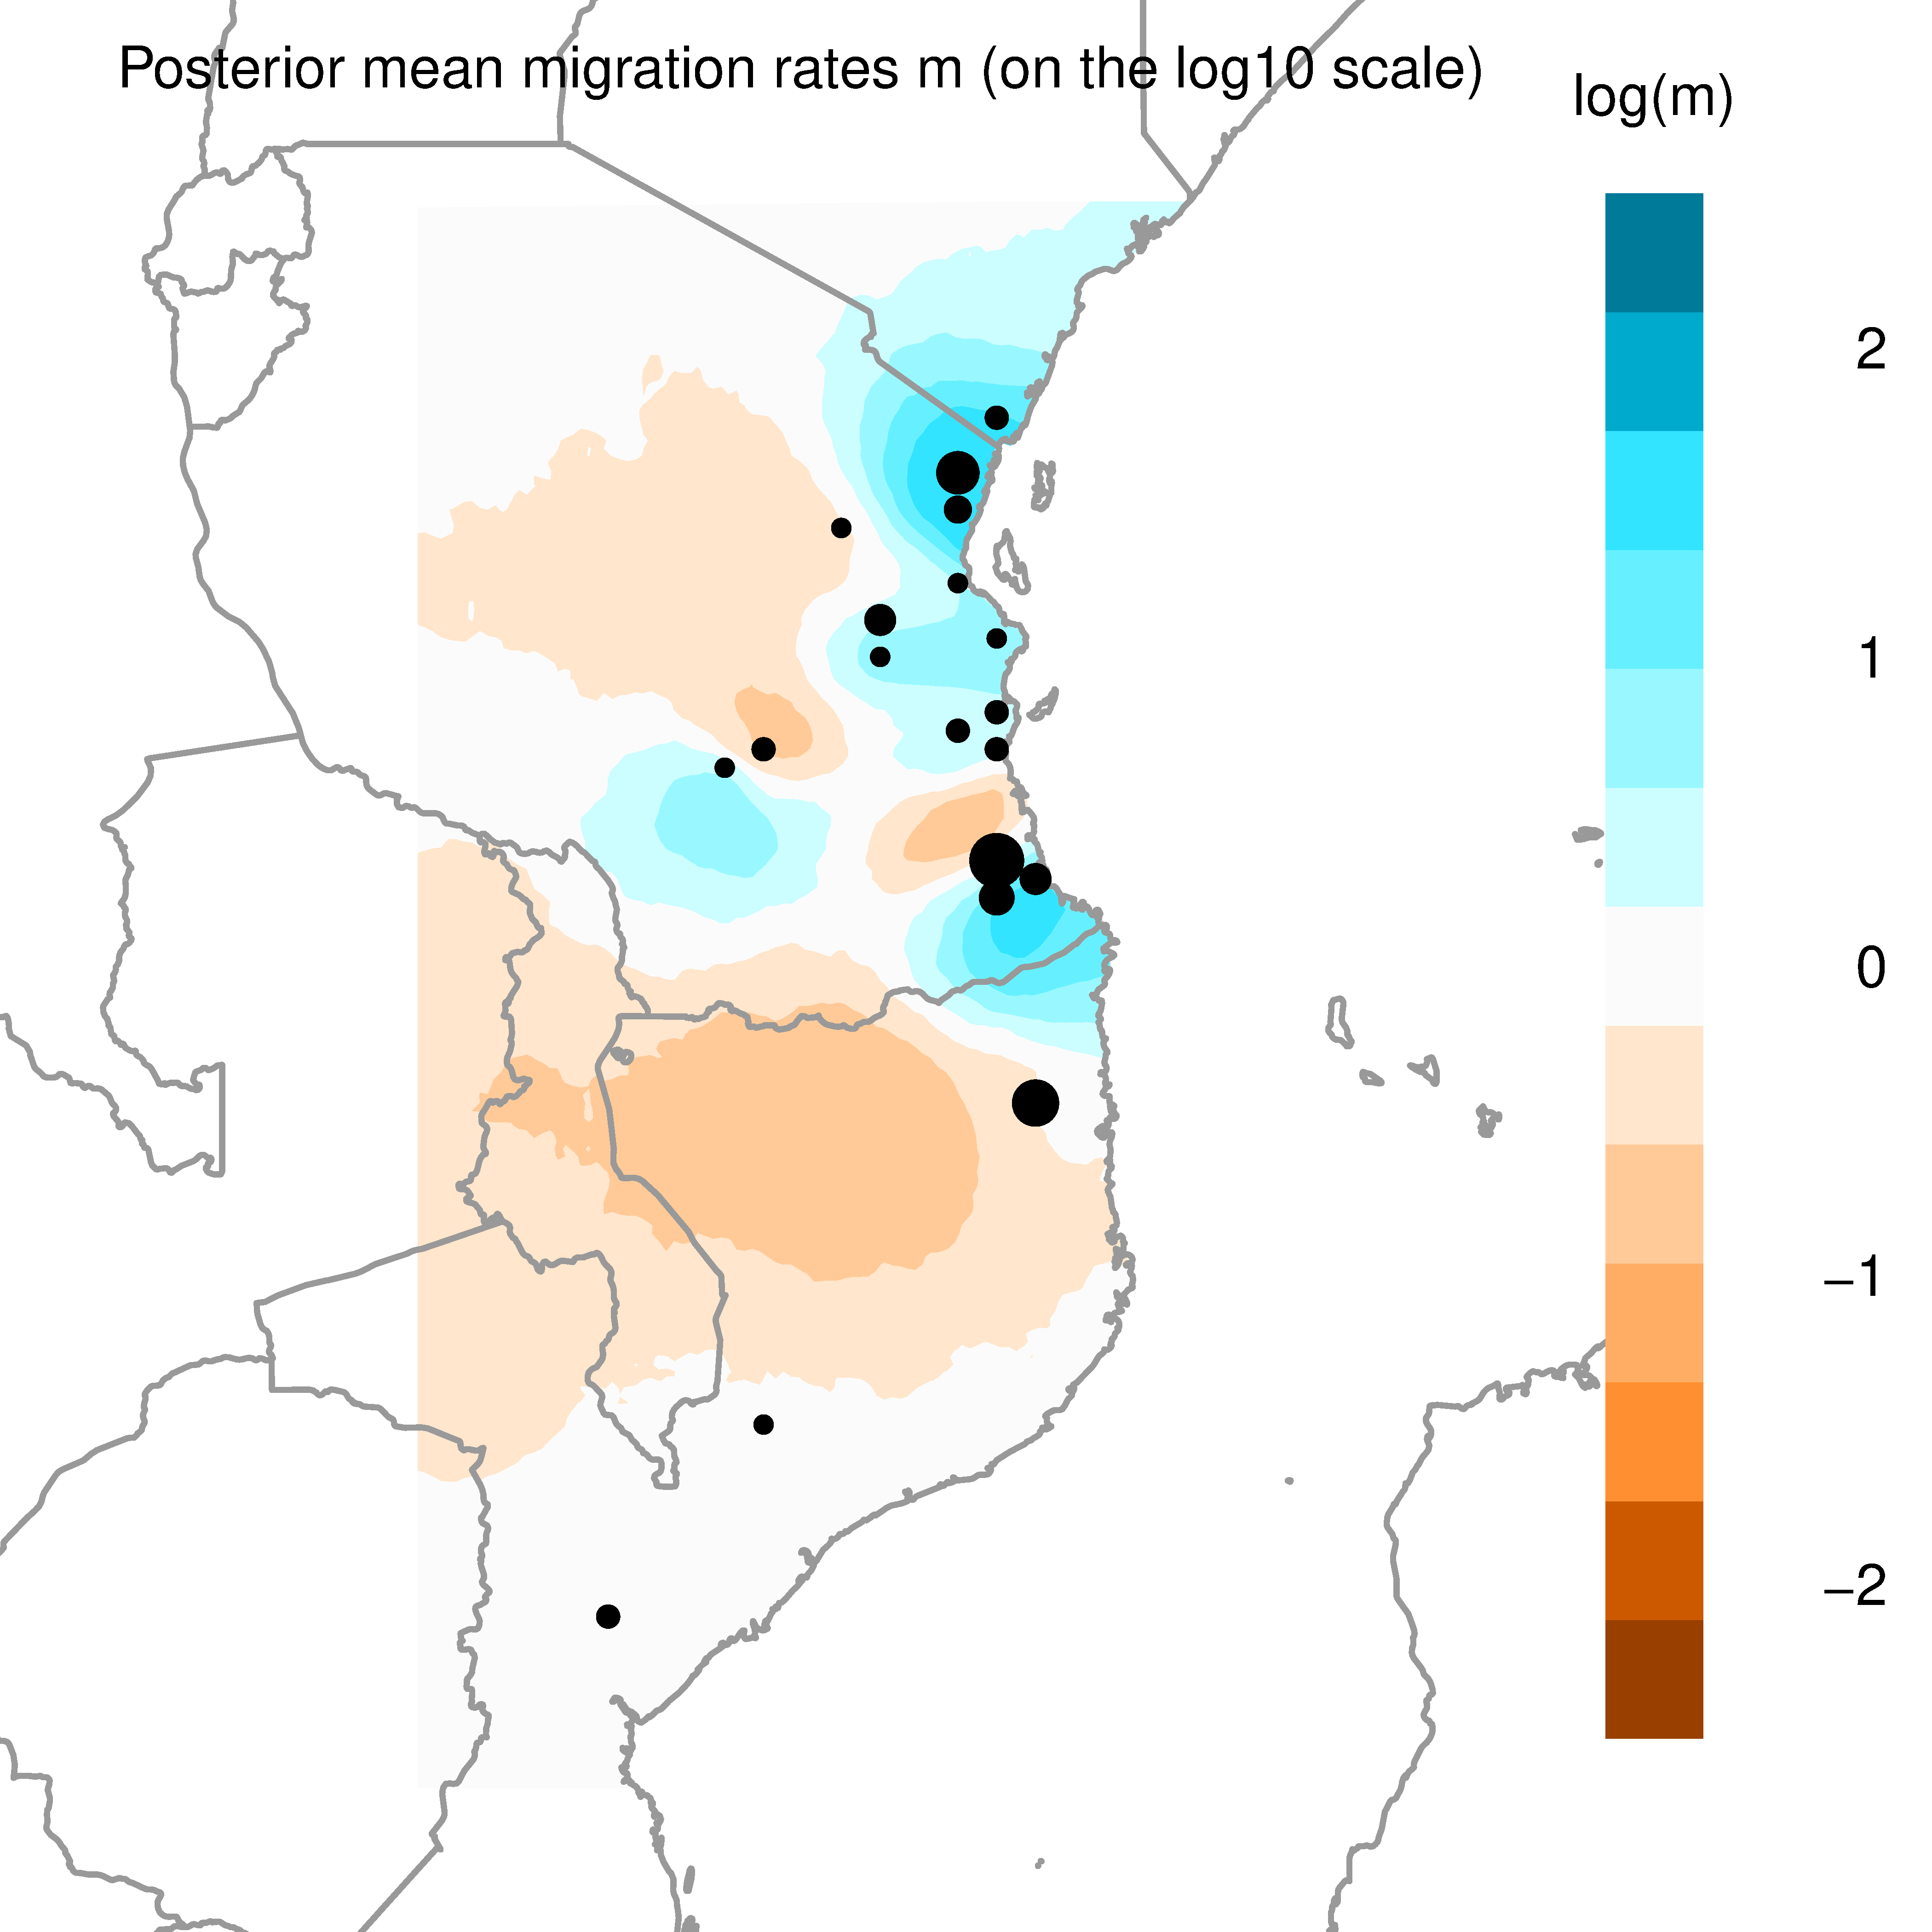 Posterior mean migration rates m (on the log10 scale)
log(m)
2
1
0
−1
−2